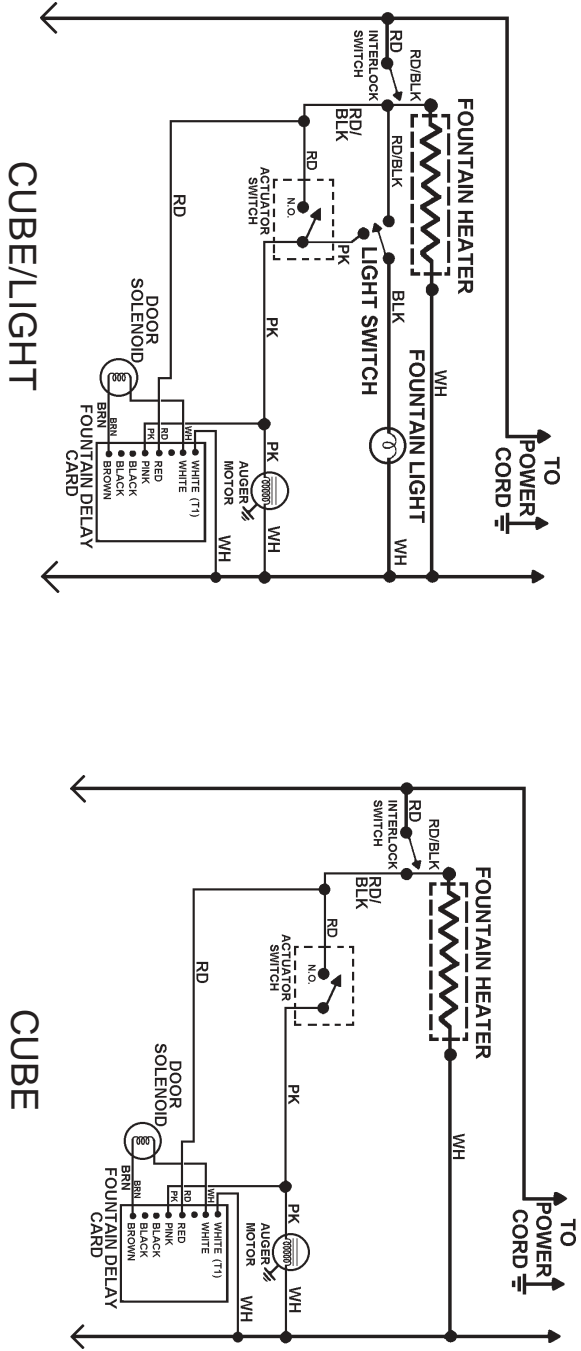 TO
POWER
CORD
FOUNTAIN HEATER
RD/BLK
RD
INTERLOCK
SWITCH
WH
RD/
BLK
RD/BLK
LIGHT SWITCH
BLK
FOUNTAIN LIGHT
WH
RD
N.O.
ACTUATOR
SWITCH
PK
PK
PK
AUGER
MOTOR
WH
RD
DOOR
SOLENOID
BRN
BRN
PK
RD
WH
WH
WHITE (T1)
WHITE
RED
PINK
BLACK
BLACK
BROWN
FOUNTAIN DELAY
CARD
CUBE/LIGHT
TO
POWER
CORD
FOUNTAIN HEATER
RD/BLK
RD
INTERLOCK
SWITCH
WH
RD/
BLK
RD
N.O.
ACTUATOR
SWITCH
PK
PK
AUGER
MOTOR
WH
RD
DOOR
SOLENOID
BRN
BRN
PK
RD
WH
WH
WHITE (T1)
WHITE
RED
PINK
BLACK
BLACK
BROWN
FOUNTAIN DELAY
CARD
CUBE